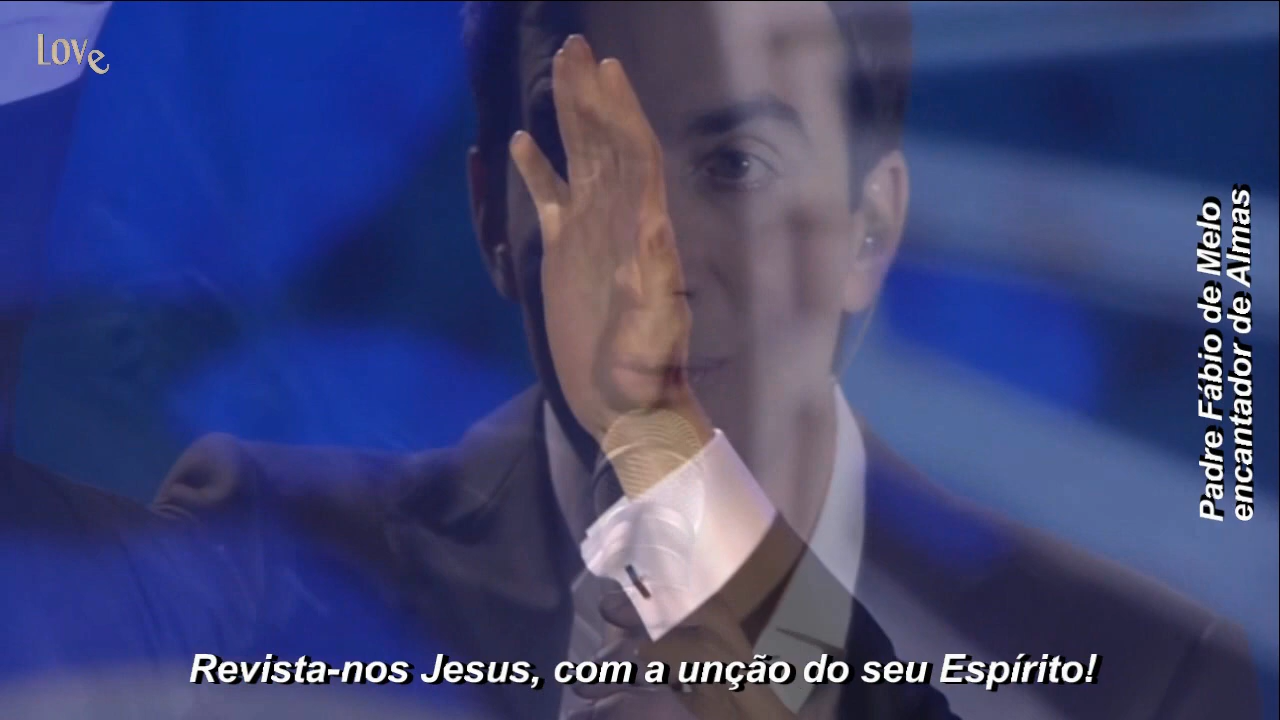 Love
Padre Fábio de Melo
encantador de Almas
Revista-nos Jesus, com a unção do seu Espírito!